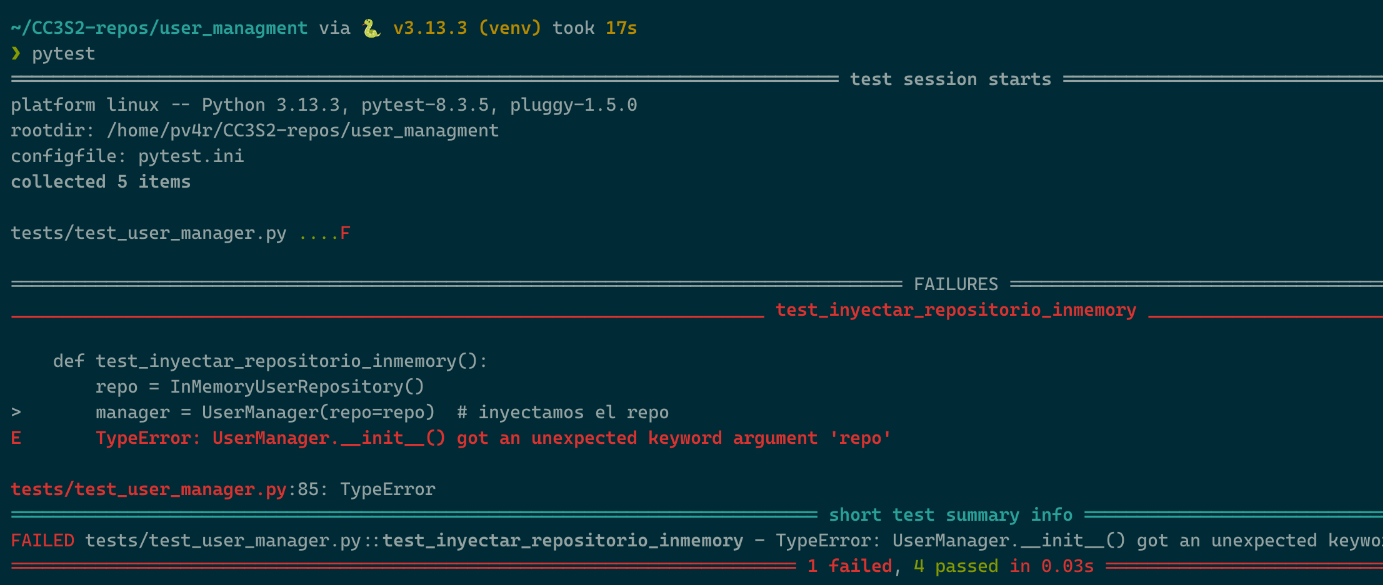 ~/CC3S2-repos/user_managment via 🐍 v3.13.3 (venv) took 17s
❯ pytest
test session starts
platform linux -- Python 3.13.3, pytest-8.3.5, pluggy-1.5.0
rootdir: /home/pv4r/CC3S2-repos/user_managment
configfile: pytest.ini
collected 5 items
tests/test_user_manager.py ....F
FAILURES
test_inyectar_repositorio_inmemory
def test_inyectar_repositorio_inmemory():
repo = InMemoryUserRepository()
> manager = UserManager(repo=repo)  # inyectamos el repo
E TypeError: UserManager.__init__() got an unexpected keyword argument 'repo'
tests/test_user_manager.py:85: TypeError
short test summary info
FAILED tests/test_user_manager.py::test_inyectar_repositorio_inmemory - TypeError: UserManager.__init__() got an unexpected keywo
1 failed, 4 passed in 0.03s